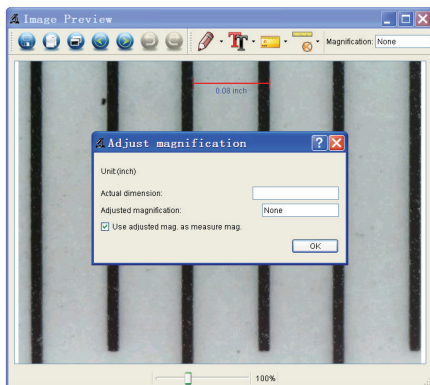 Image Preview
Magnification: None
0.08 inch
Adjust magnification
Unit:(inch)
Actual dimension:
Adjusted magnification: None
Use adjusted mag. as measure mag.
OK
100%